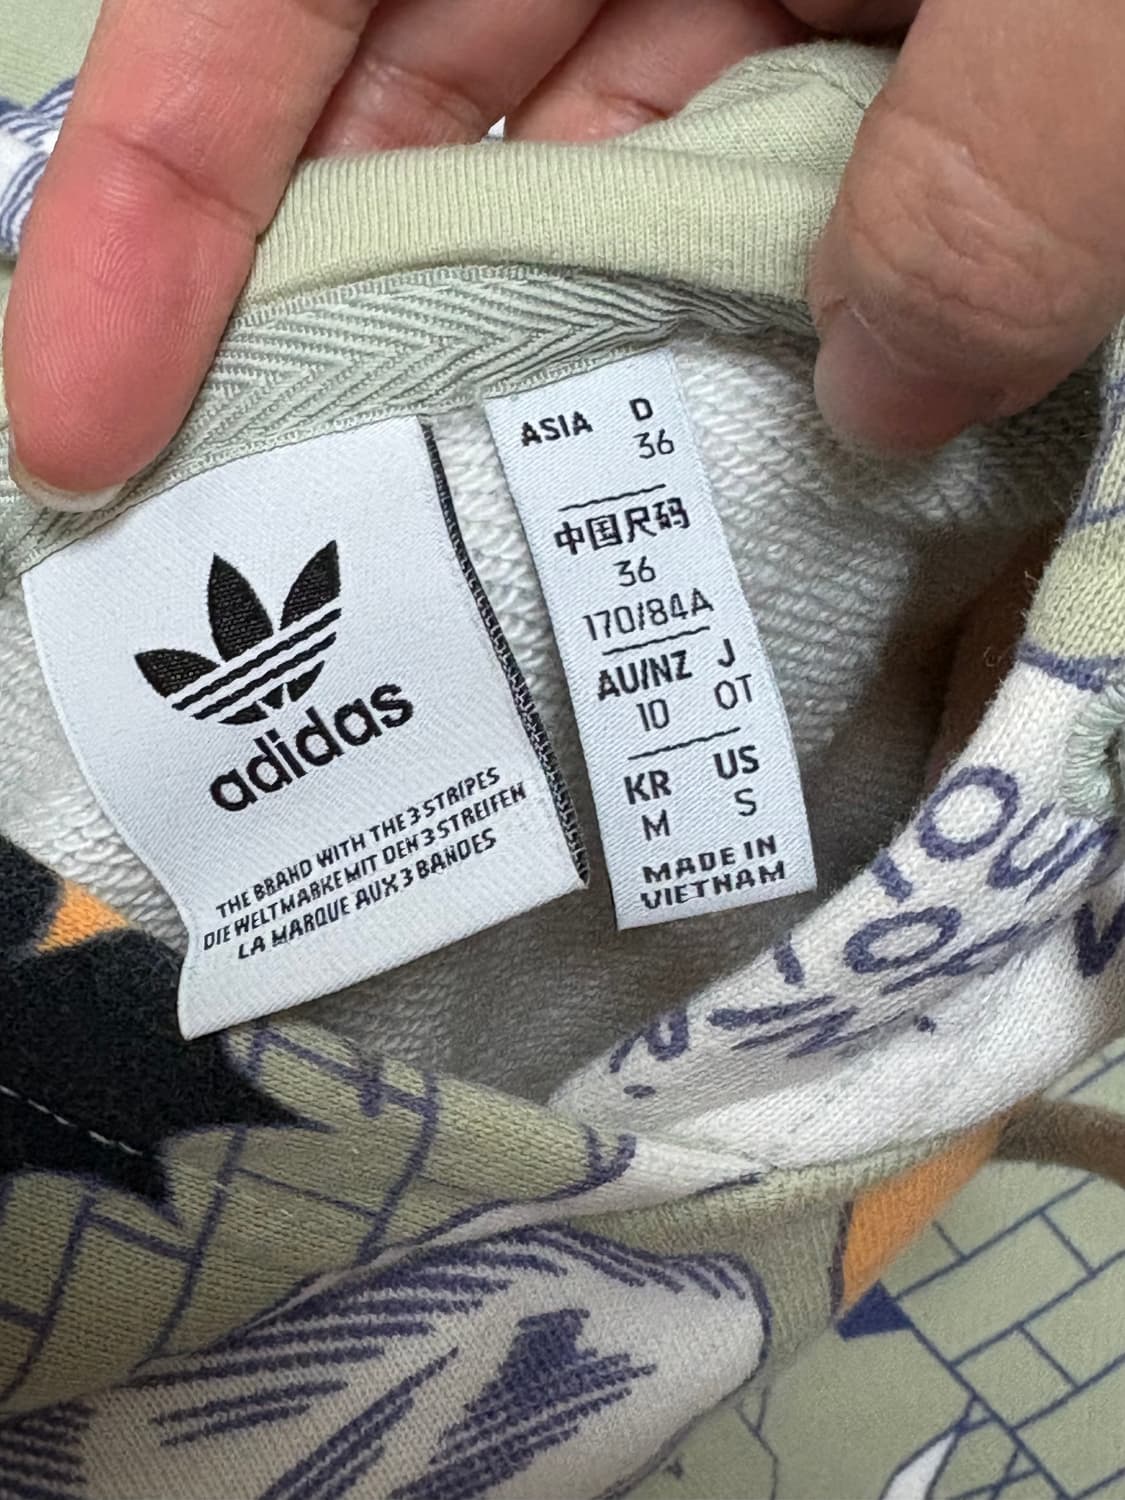 adidas
THE BRAND WITH THE 3 STRIPES
DIE WELTMARKE MIT DEN 3 STREIFEN
LA MARQUE AUX 3 BANDES
ASIA D
36
中国尺码
36
170/84A
AU/NZ J
10 OT
KR US
M S
MADE IN
VIETNAM